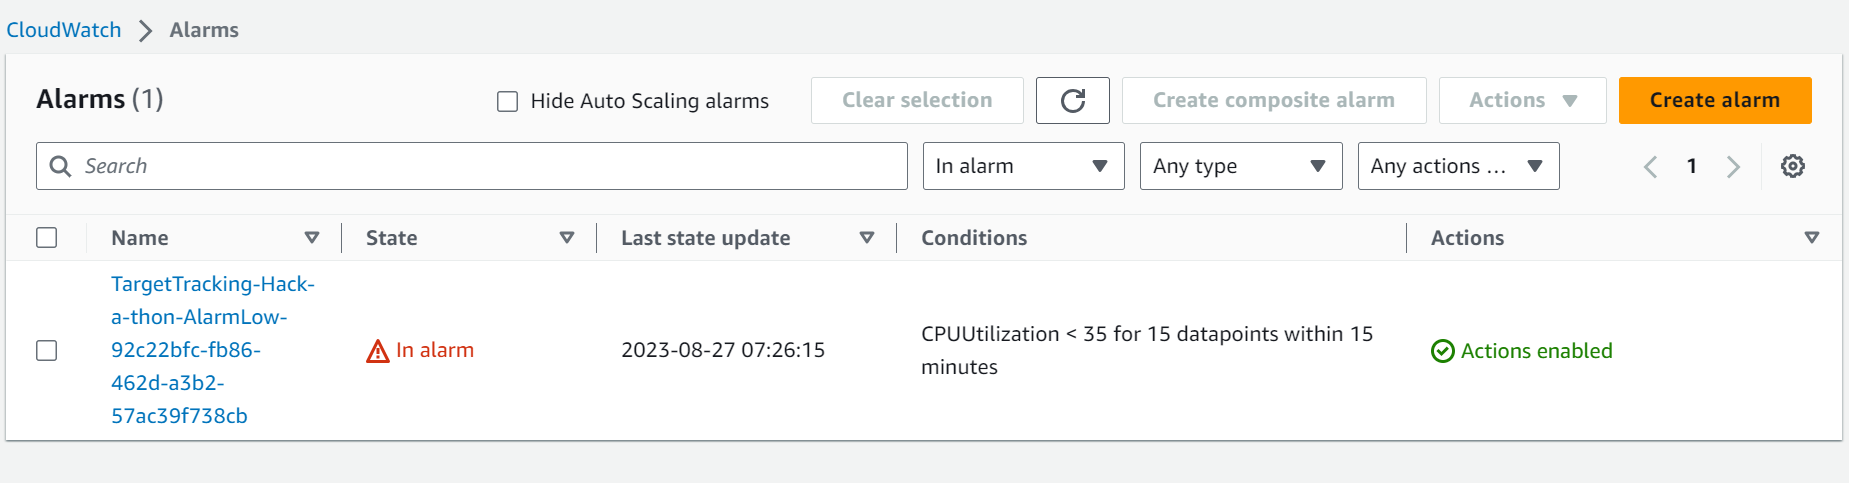 CloudWatch > Alarms
Alarms (1)
Hide Auto Scaling alarms
Clear selection
Create composite alarm
Actions
Create alarm
Search
In alarm
Any type
Any actions ...
1
Name
State
Last state update
Conditions
Actions
TargetTracking-Hack-
a-thon-AlarmLow-
92c22bfc-fb86-
462d-a3b2-
57ac39f738cb
In alarm
2023-08-27 07:26:15
CPUUtilization < 35 for 15 datapoints within 15
minutes
Actions enabled